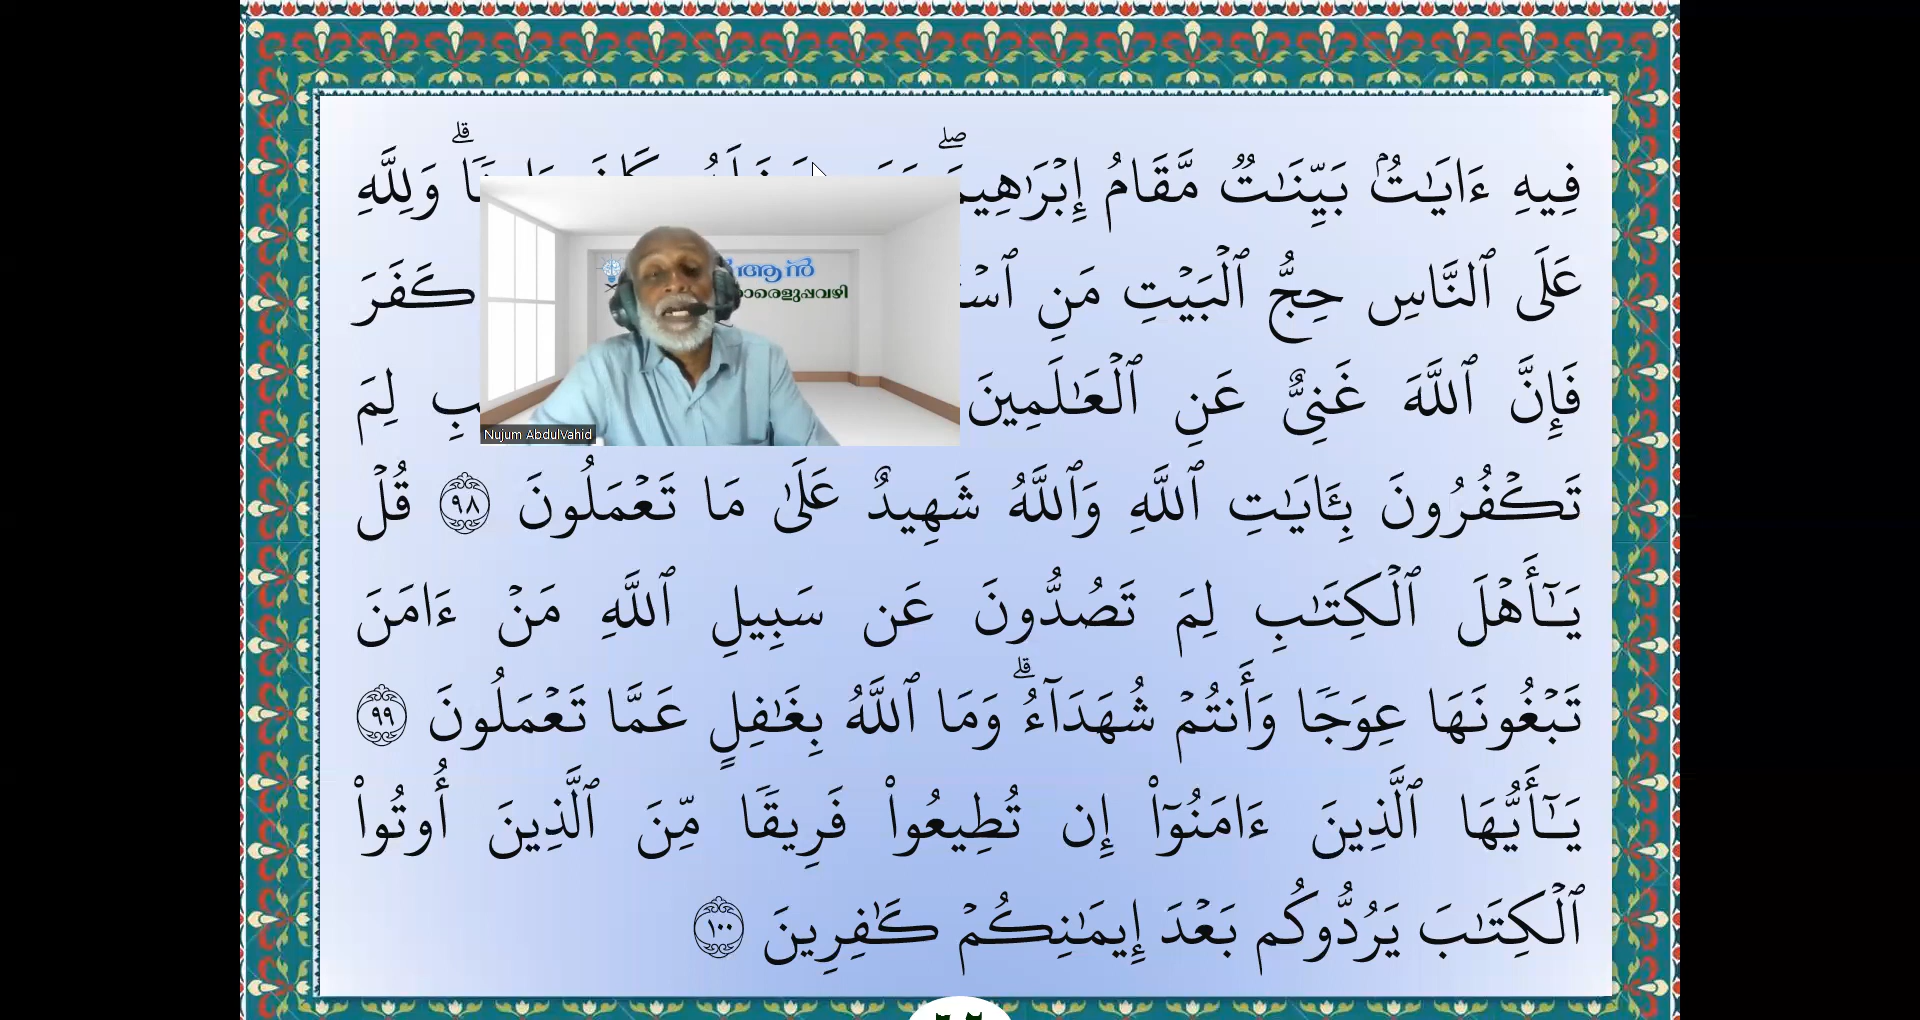 فِيهِ ءَايَٰتُۢ بَيِّنَٰتٞ مَّقَامُ إِبۡرَٰهِيمَۖ وَلِلَّهِ
عَلَى ٱلنَّاسِ حِجُّ ٱلۡبَيۡتِ مَنِ كَفَرَ
فَإِنَّ ٱللَّهَ غَنِيٌّ عَنِ ٱلۡعَٰلَمِينَ لِمَ
تَكۡفُرُونَ بِـَٔايَٰتِ ٱللَّهِ وَٱللَّهُ شَهِيدٌ عَلَىٰ مَا تَعۡمَلُونَ ٩٨ قُلۡ
يَٰٓأَهۡلَ ٱلۡكِتَٰبِ لِمَ تَصُدُّونَ عَن سَبِيلِ ٱللَّهِ مَنۡ ءَامَنَ
تَبۡغُونَهَا عِوَجٗا وَأَنتُمۡ شُهَدَآءُۗ وَمَا ٱللَّهُ بِغَٰفِلٍ عَمَّا تَعۡمَلُونَ ٩٩
يَٰٓأَيُّهَا ٱلَّذِينَ ءَامَنُوٓاْ إِن تُطِيعُواْ فَرِيقٗا مِّنَ ٱلَّذِينَ أُوتُواْ
ٱلۡكِتَٰبَ يَرُدُّوكُم بَعۡدَ إِيمَٰنِكُمۡ كَٰفِرِينَ ١٠٠
Nujum AbdulVahid